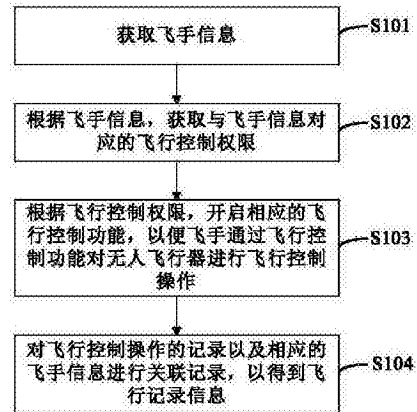 获取飞手信息
S101
根据飞手信息，获取与飞手信息对
应的飞行控制权限
S102
根据飞行控制权限，开启相应的飞
行控制功能，以便飞手通过飞行控
制功能对无人飞行器进行飞行控制
操作
S103
对飞行控制操作的记录以及相应的
飞手信息进行关联记录，以得到飞
行记录信息
S104